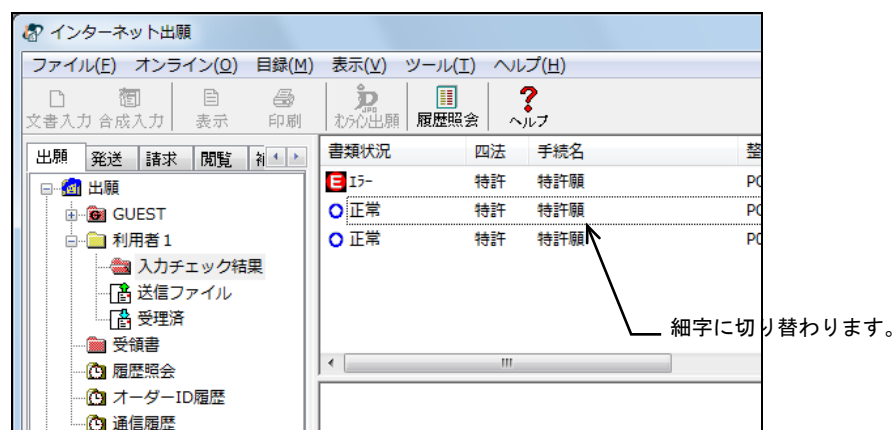 インターネット出願
ファイル(F) オンライン(O) 目録(M) 表示(V) ツール(T) ヘルプ(H)
文書入力 合成入力 表示 印刷 ｵﾝﾗｲﾝ出願 履歴照会 ヘルプ
出願 発送 請求 閲覧
書類状況 四法 手続名 整
ｴﾗｰ 特許 特許願 PC
正常 特許 特許願 PC
正常 特許 特許願 PC
出願
GUEST
利用者1
入力チェック結果
送信ファイル
受理済
受領書
履歴照会
オーダーID履歴
通信履歴
細字に切り替わります。